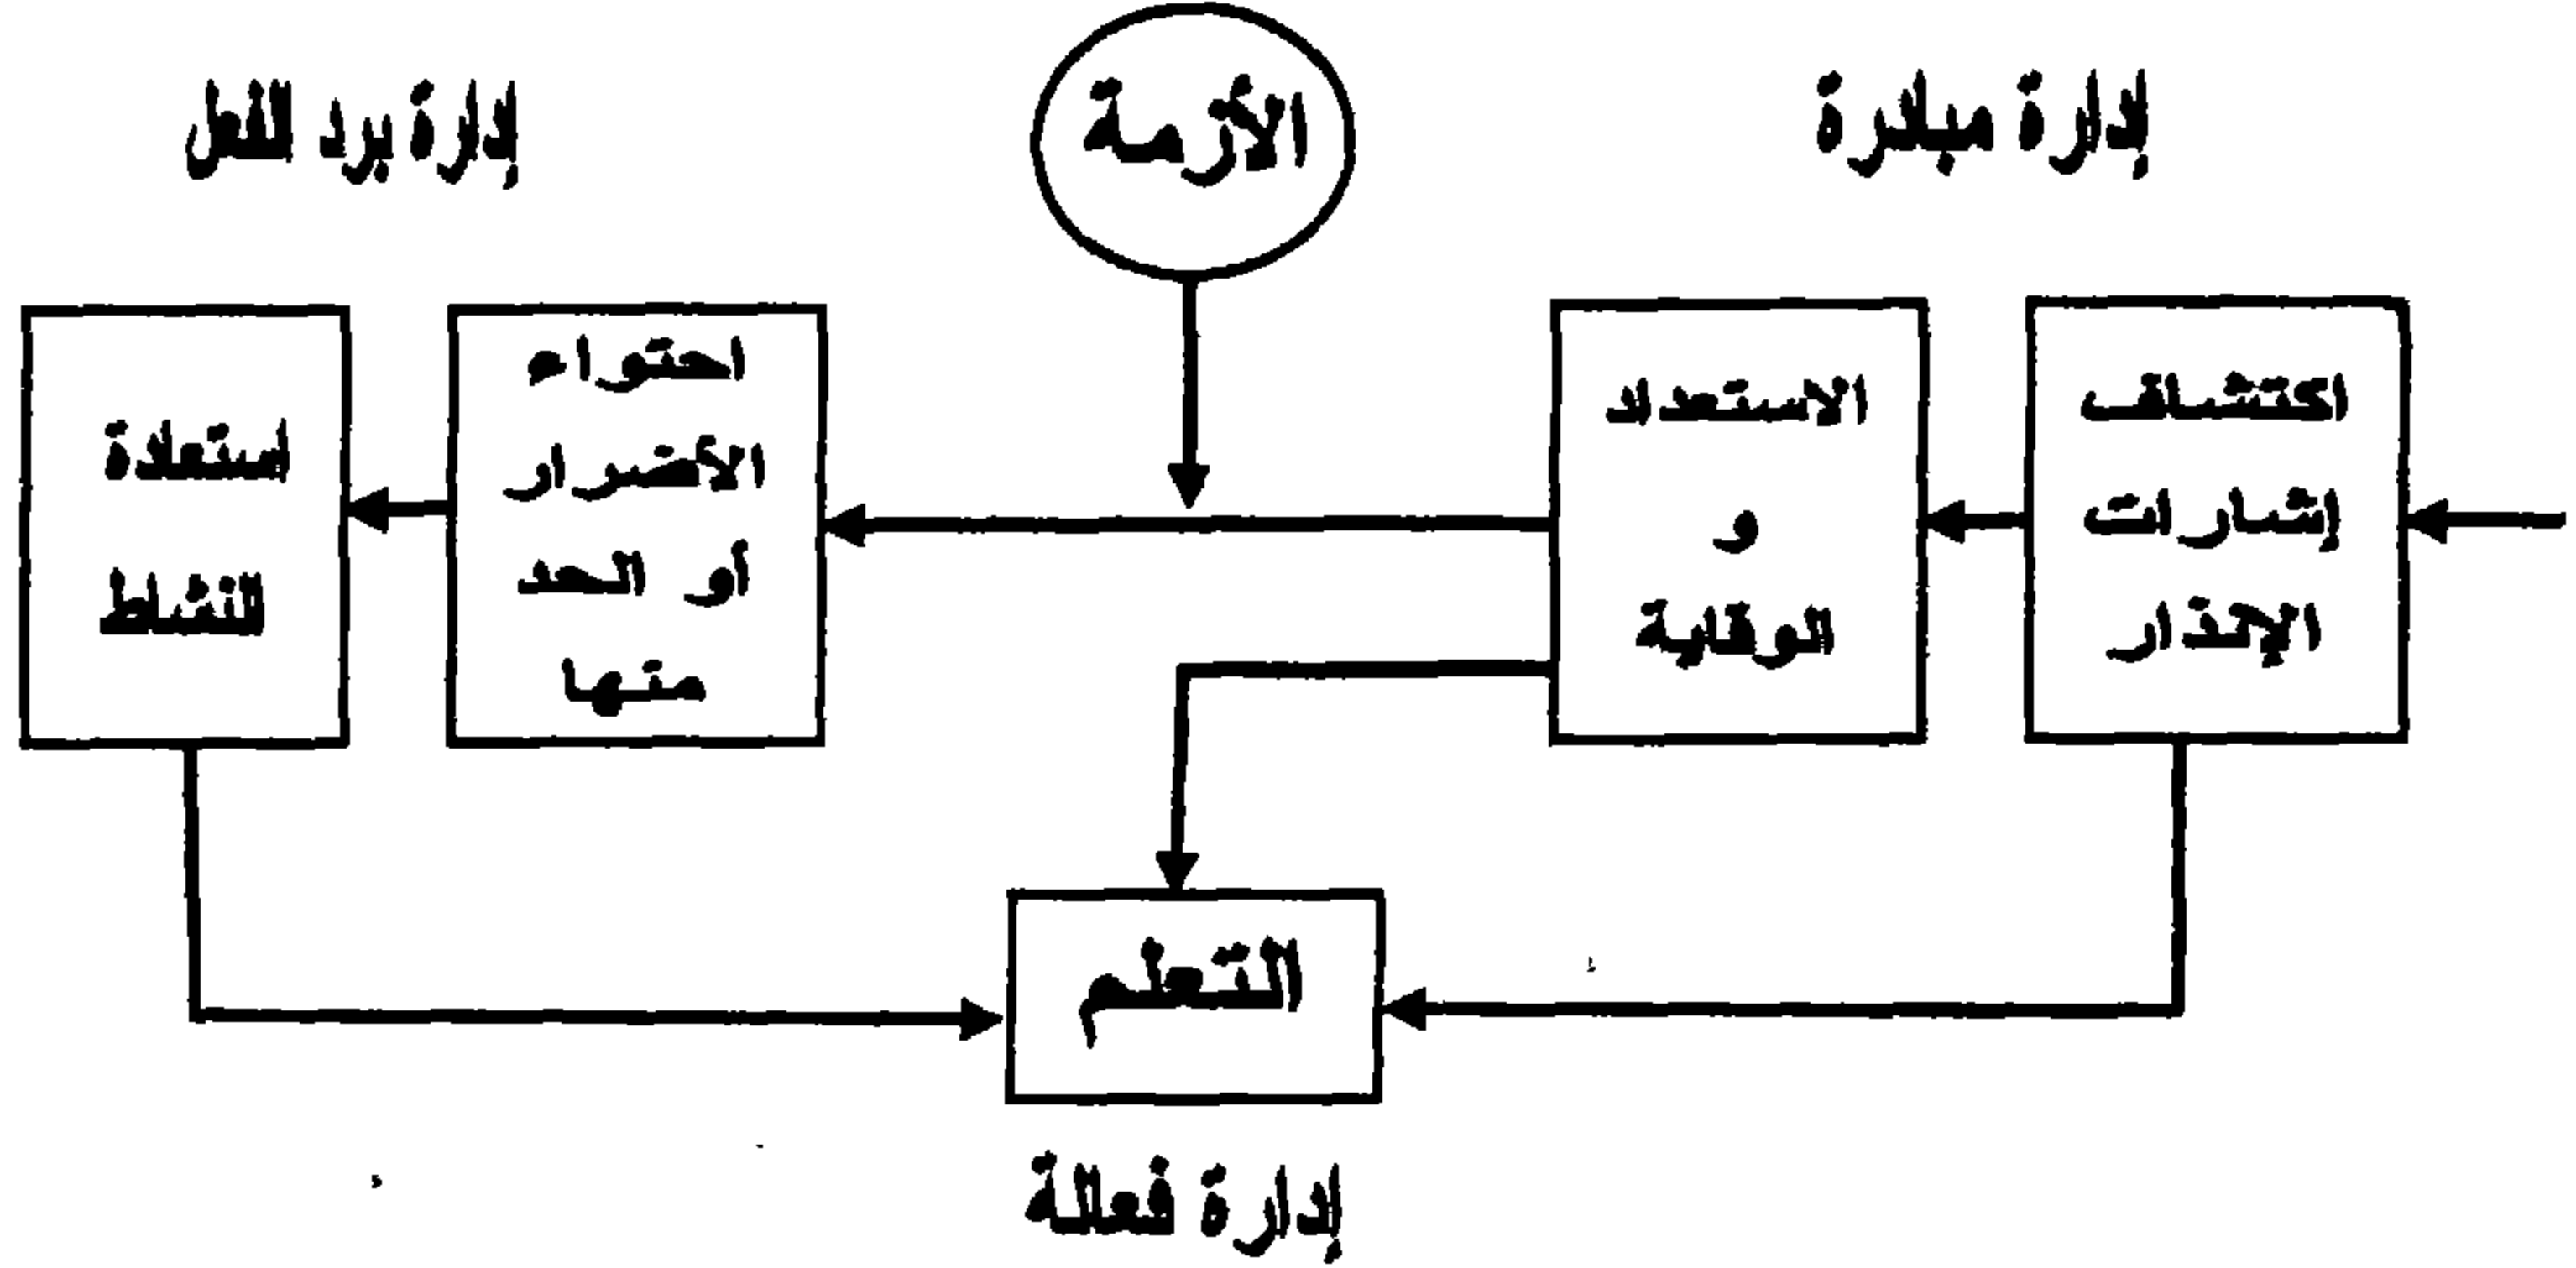 إدارة مبادرة
الأزمة
إدارة برد الفعل
اكتشاف
إشارات
الإنذار
الاستعداد
و
الوقاية
احتواء
الأضرار
أو الحد
منها
إستعادة
النشاط
التعلم
إدارة فعالة